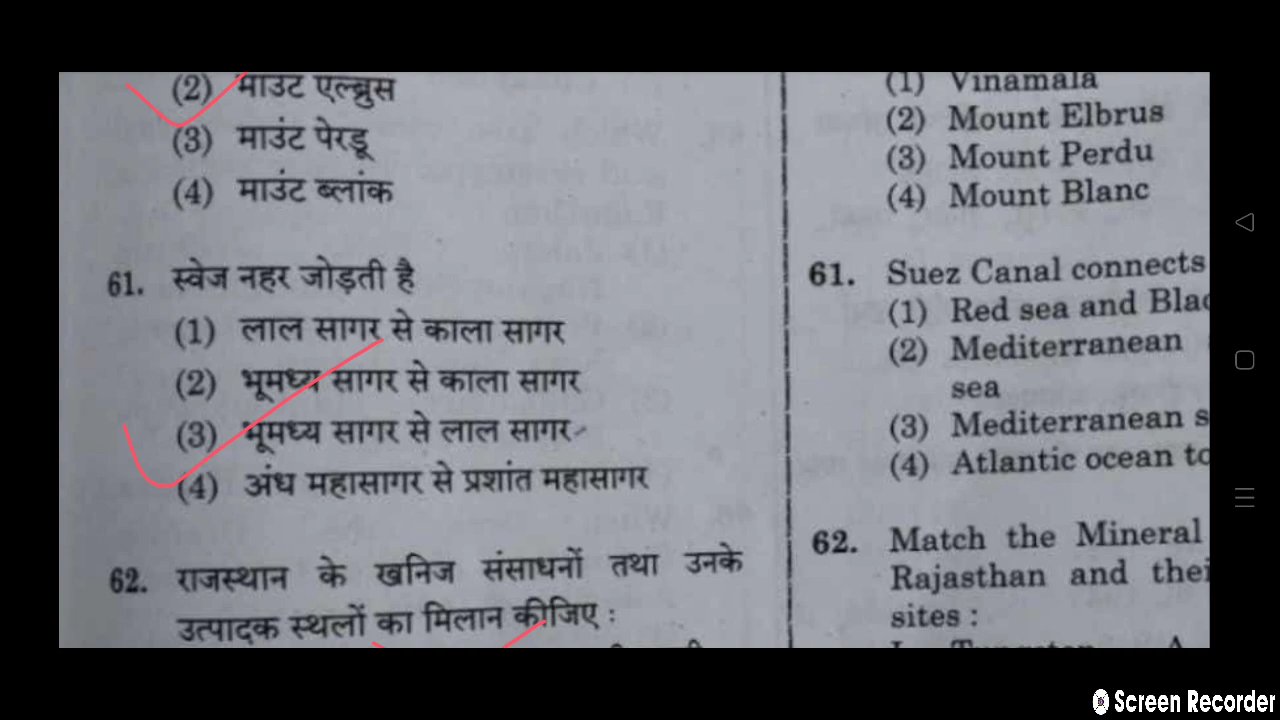 (2) माउंट एल्ब्रुस
(3) माउंट पेरडू
(4) माउंट ब्लांक
61. स्वेज नहर जोड़ती है
(1) लाल सागर से काला सागर
(2) भूमध्य सागर से काला सागर
(3) भूमध्य सागर से लाल सागर
(4) अंध महासागर से प्रशांत महासागर
62. राजस्थान के खनिज संसाधनों तथा उनके
उत्पादक स्थलों का मिलान कीजिए :
(1) Vinamala
(2) Mount Elbrus
(3) Mount Perdu
(4) Mount Blanc
61. Suez Canal connects
(1) Red sea and Blac
(2) Mediterranean
sea
(3) Mediterranean s
(4) Atlantic ocean to
62. Match the Mineral
Rajasthan and thei
sites :
Screen Recorder